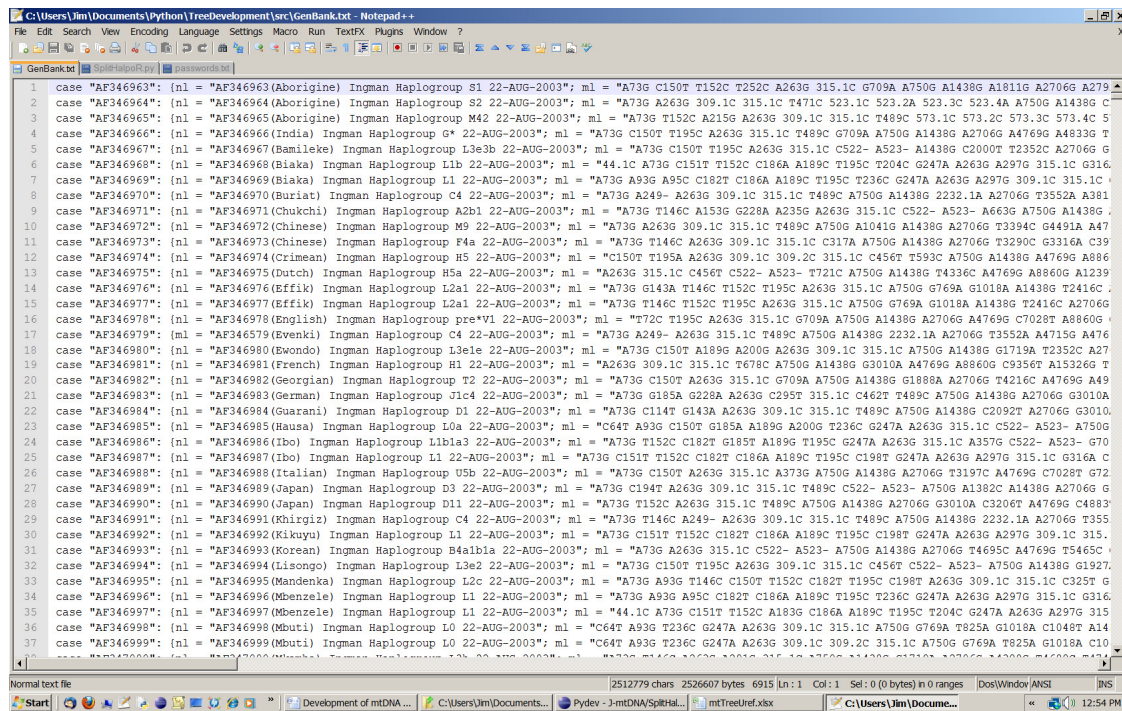 C:\Users\Jim\Documents\Python\TreeDevelopment\src\GenBank.txt - Notepad++
File Edit Search View Encoding Language Settings Macro Run TextFX Plugins Window ?
GenBank.txt SplitHalpoR.py passwords.txt
1 case "AF346963": {nl = "AF346963(Aborigine) Ingman Haplogroup S1 22-AUG-2003"; ml = "A73G C150T T152C T252C A263G 315.1C G709A A750G A1438G A1811G A2706G A279
2 case "AF346964": {nl = "AF346964(Aborigine) Ingman Haplogroup S2 22-AUG-2003"; ml = "A73G A263G 309.1C 315.1C T471C 523.1C 523.2A 523.3C 523.4A A750G A1438G C
3 case "AF346965": {nl = "AF346965(Aborigine) Ingman Haplogroup M42 22-AUG-2003"; ml = "A73G T152C A215G A263G 309.1C 315.1C T489C 573.1C 573.2C 573.3C 573.4C 5
4 case "AF346966": {nl = "AF346966(India) Ingman Haplogroup G* 22-AUG-2003"; ml = "A73G C150T T195C A263G 315.1C T489C G709A A750G A1438G A2706G A4769G A4833G T
5 case "AF346967": {nl = "AF346967(Bamileke) Ingman Haplogroup L3e3b 22-AUG-2003"; ml = "A73G C150T T195C A263G 315.1C C522- A523- A1438G C2000T T2352C A2706G G
6 case "AF346968": {nl = "AF346968(Biaka) Ingman Haplogroup L1b 22-AUG-2003"; ml = "44.1C A73G C151T T152C C186A A189C T195C T204C G247A A263G A297G 315.1C G316
7 case "AF346969": {nl = "AF346969(Biaka) Ingman Haplogroup L1 22-AUG-2003"; ml = "A73G A93G A95C C182T C186A A189C T195C T236C G247A A263G A297G 309.1C 315.1C
8 case "AF346970": {nl = "AF346970(Buriat) Ingman Haplogroup C4 22-AUG-2003"; ml = "A73G A249- A263G 309.1C 315.1C T489C A750G A1438G 2232.1A A2706G T3552A A381
9 case "AF346971": {nl = "AF346971(Chukchi) Ingman Haplogroup A2b1 22-AUG-2003"; ml = "A73G T146C A153G G228A A235G A263G 315.1C C522- A523- A663G A750G A1438G
10 case "AF346972": {nl = "AF346972(Chinese) Ingman Haplogroup M9 22-AUG-2003"; ml = "A73G A263G 309.1C 315.1C T489C A750G A1041G A1438G A2706G T3394C G4491A A47
11 case "AF346973": {nl = "AF346973(Chinese) Ingman Haplogroup F4a 22-AUG-2003"; ml = "A73G T146C A263G 309.1C 315.1C C317A A750G A1438G A2706G T3290C G3316A C39
12 case "AF346974": {nl = "AF346974(Crimean) Ingman Haplogroup H5 22-AUG-2003"; ml = "C150T T195A A263G 309.1C 309.2C 315.1C C456T T593C A750G A1438G A4769G A886
13 case "AF346975": {nl = "AF346975(Dutch) Ingman Haplogroup H5a 22-AUG-2003"; ml = "A263G 315.1C C456T C522- A523- T721C A750G A1438G T4336C A4769G A8860G A1239
14 case "AF346976": {nl = "AF346976(Effik) Ingman Haplogroup L2a1 22-AUG-2003"; ml = "A73G G143A T146C T152C T195C A263G 315.1C A750G G769A G1018A A1438G T2416C
15 case "AF346977": {nl = "AF346977(Effik) Ingman Haplogroup L2a1 22-AUG-2003"; ml = "A73G T146C T152C T195C A263G 315.1C A750G G769A G1018A A1438G T2416C A2706G
16 case "AF346978": {nl = "AF346978(English) Ingman Haplogroup pre*V1 22-AUG-2003"; ml = "T72C T195C A263G 315.1C G709A A750G A1438G A2706G A4769G C7028T A8860G
17 case "AF346979": {ml = "AF346579(Evenki) Ingman Haplogroup C4 22-AUG-2003"; ml = "A73G A249- A263G 315.1C T489C A750G A1438G 2232.1A A2706G T3552A A4715G A476
18 case "AF346980": {nl = "AF346980(Ewondo) Ingman Haplogroup L3e1e 22-AUG-2003"; ml = "A73G C150T A189G A200G A263G 309.1C 315.1C A750G A1438G G1719A T2352C A27
19 case "AF346981": {nl = "AF346981(French) Ingman Haplogroup H1 22-AUG-2003"; ml = "A263G 309.1C 315.1C T678C A750G A1438G G3010A A4769G A8860G C9356T A15326G T
20 case "AF346982": {nl = "AF346982(Georgian) Ingman Haplogroup T2 22-AUG-2003"; ml = "A73G C150T A263G 315.1C G709A A750G A1438G G1888A A2706G T4216C A4769G A49
21 case "AF346983": {nl = "AF346983(German) Ingman Haplogroup J1c4 22-AUG-2003"; ml = "A73G G185A G228A A263G C295T 315.1C C462T T489C A750G A1438G A2706G G3010A
22 case "AF346984": {nl = "AF346984(Guarani) Ingman Haplogroup D1 22-AUG-2003"; ml = "A73G C114T G143A A263G 309.1C 315.1C T489C A750G A1438G C2092T A2706G G3010
23 case "AF346985": {nl = "AF346985(Hausa) Ingman Haplogroup L0a 22-AUG-2003"; ml = "C64T A93G C150T G185A A189G A200G T236C G247A A263G 315.1C C522- A523- A750G
24 case "AF346986": {nl = "AF346986(Ibo) Ingman Haplogroup L1b1a3 22-AUG-2003"; ml = "A73G T152C C182T G185T A189G T195C G247A A263G 315.1C A357G C522- A523- G70
25 case "AF346987": {nl = "AF346987(Ibo) Ingman Haplogroup L1 22-AUG-2003"; ml = "A73G C151T T152C C182T C186A A189C T195C C198T G247A A263G A297G 315.1C G316A C
26 case "AF346988": {nl = "AF346988(Italian) Ingman Haplogroup U5b 22-AUG-2003"; ml = "A73G C150T A263G 315.1C A373G A750G A1438G A2706G T3197C A4769G C7028T G72
27 case "AF346989": {nl = "AF346989(Japan) Ingman Haplogroup D3 22-AUG-2003"; ml = "A73G C194T A263G 309.1C 315.1C T489C C522- A523- A750G A1382C A1438G A2706G G
28 case "AF346990": {nl = "AF346990(Japan) Ingman Haplogroup D11 22-AUG-2003"; ml = "A73G T152C A263G 315.1C T489C A750G A1438G A2706G G3010A C3206T A4769G C4883
29 case "AF346991": {nl = "AF346991(Khirgiz) Ingman Haplogroup C4 22-AUG-2003"; ml = "A73G T146C A249- A263G 309.1C 315.1C T489C A750G A1438G 2232.1A A2706G T355
30 case "AF346992": {nl = "AF346992(Kikuyu) Ingman Haplogroup L1 22-AUG-2003"; ml = "A73G C151T T152C C182T C186A A189C T195C C198T G247A A263G A297G 309.1C 315.
31 case "AF346993": {nl = "AF346993(Korean) Ingman Haplogroup B4a1b1a 22-AUG-2003"; ml = "A73G A263G 315.1C C522- A523- A750G A1438G A2706G T4695C A4769G T5465C
32 case "AF346994": {nl = "AF346994(Lisongo) Ingman Haplogroup L3e2 22-AUG-2003"; ml = "A73G C150T T195C A263G 315.1C C456T C522- A523- A750G A1438G G1927
33 case "AF346995": {nl = "AF346995(Mandenka) Ingman Haplogroup L2c 22-AUG-2003"; ml = "A73G A93G T146C C150T T152C C182T T195C C198T A263G 309.1C 315.1C C325T G
34 case "AF346996": {nl = "AF346996(Mbenzele) Ingman Haplogroup L1 22-AUG-2003"; ml = "A73G A93G A95C C182T C186A A189C T195C T236C G247A A263G A297G 315.1C G316
35 case "AF346997": {nl = "AF346997(Mbenzele) Ingman Haplogroup L1 22-AUG-2003"; ml = "44.1C A73G C151T T152C A183G C186A A189C T195C T204C G247A A263G A297G 315
36 case "AF346998": {nl = "AF346998(Mbuti) Ingman Haplogroup L0 22-AUG-2003"; ml = "C64T A93G T236C G247A A263G 309.1C 315.1C A750G G769A T825A G1018A C1048T A14
37 case "AF346999": {nl = "AF346999(Mbuti) Ingman Haplogroup L0 22-AUG-2003"; ml = "C64T A93G T236C G247A A263G 309.1C 309.2C 315.1C A750G G769A T825A G1018A C10
Normal text file 2512779 chars 2526607 bytes 6915 Ln : 1 Col : 1 Sel : 0 (0 bytes) in 0 ranges Dos\Windov ANSI INS
Start Development of mtDNA ... C:\Users\Jim\Documents... Pydev - J-mtDNA/SplitHal... mtTreeUref.xlsx C:\Users\Jim\Docume... 12:54 PM